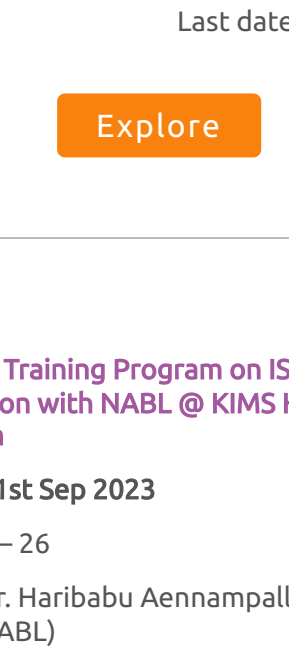 Last date
Explore
Training Program on IS
on with NABL @ KIMS H
1st Sep 2023
– 26
r. Haribabu Aennampall
ABL)